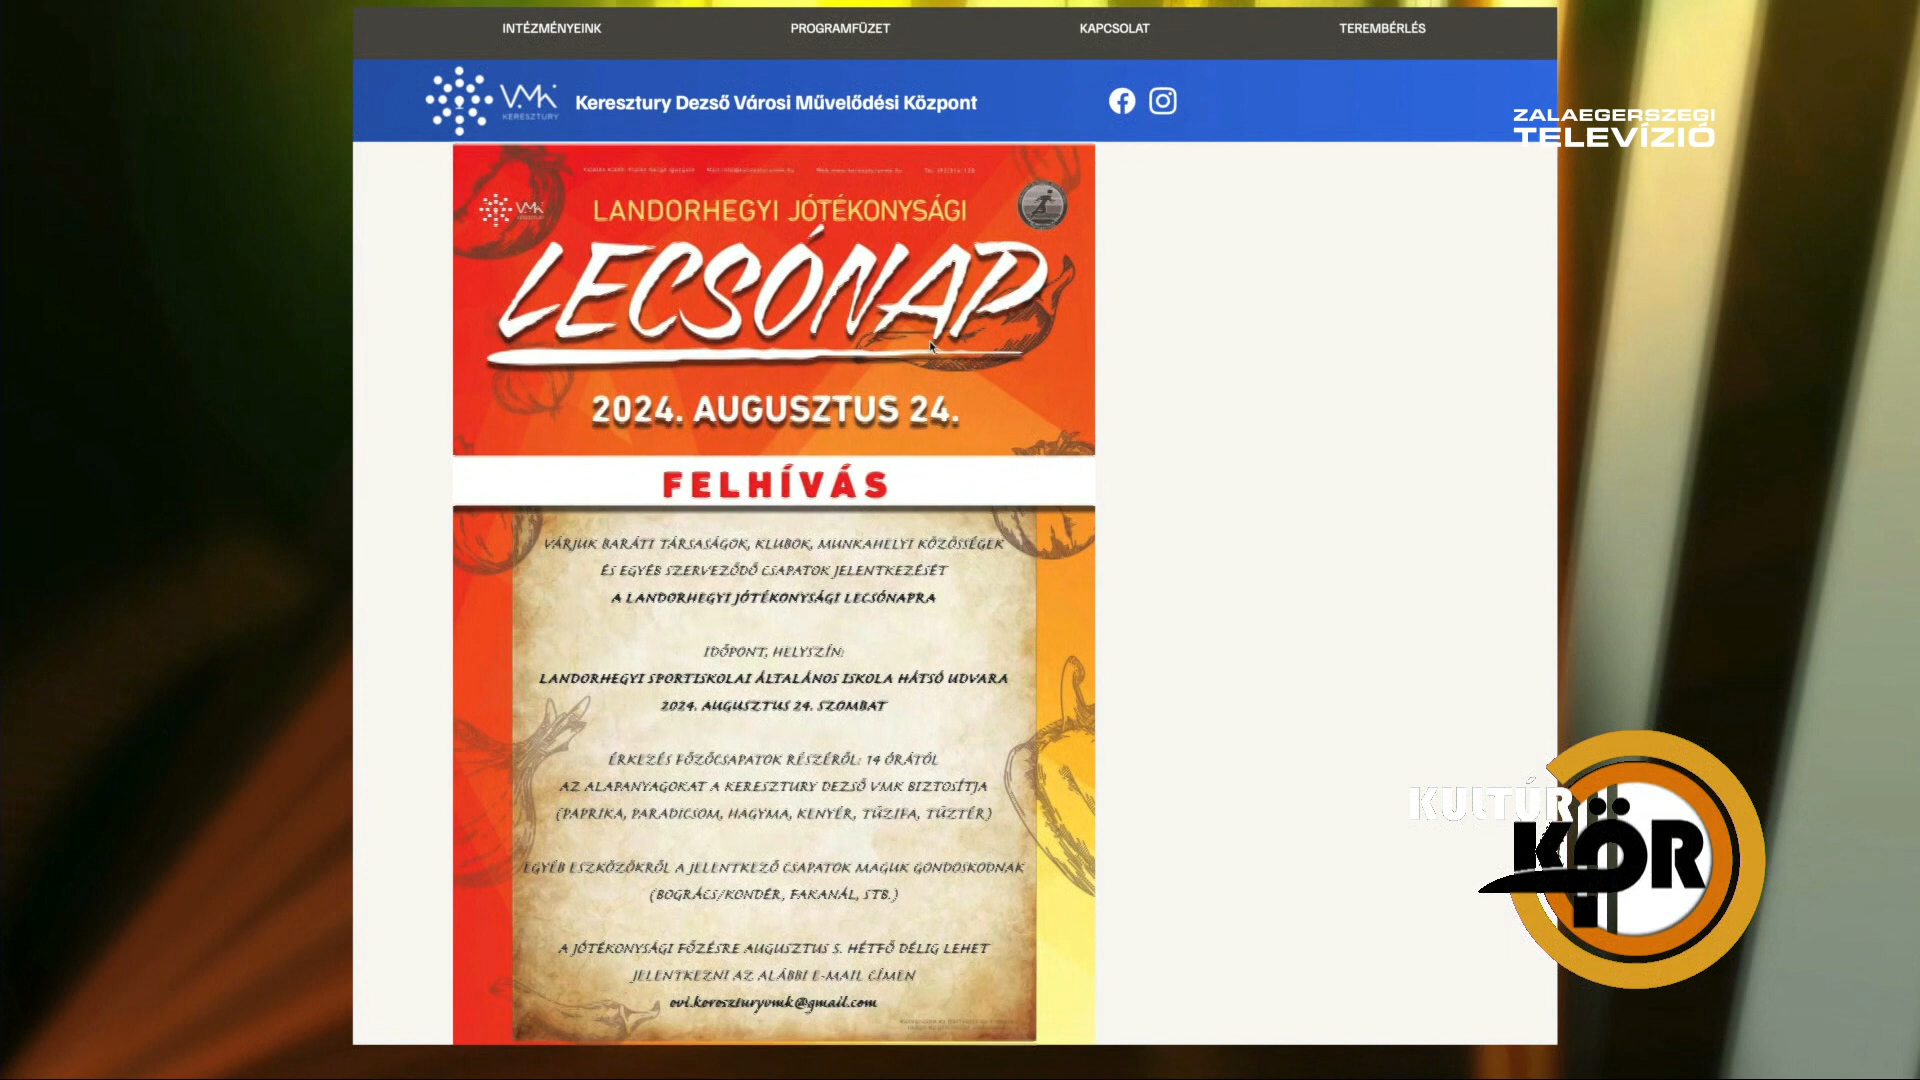 INTÉZMÉNYEINK PROGRAMFÜZET KAPCSOLAT TEREMBÉRLÉS
VMK KERESZTURY Keresztury Dezső Városi Művelődési Központ
ZALAEGERSZEGI
TELEVÍZIÓ
VMK
LANDORHEGYI JÓTÉKONYSÁGI
LECSÓNAP
2024. AUGUSZTUS 24.
FELHÍVÁS
VÁRJUK BARÁTI TÁRSASÁGOK, KLUBOK, MUNKAHELYI KÖZÖSSÉGEK
ÉS EGYÉB SZERVEZŐDŐ CSAPATOK JELENTKEZÉSÉT
A LANDORHEGYI JÓTÉKONYSÁGI LECSÓNAPRA
IDŐPONT, HELYSZÍN:
LANDORHEGYI SPORTISKOLAI ÁLTALÁNOS ISKOLA HÁTSÓ UDVARA
2024. AUGUSZTUS 24. SZOMBAT
ÉRKEZÉS FŐZŐCSAPATOK RÉSZÉRŐL: 14 ÓRÁTÓL
AZ ALAPANYAGOKAT A KERESZTURY DEZSŐ VMK BIZTOSÍTJA
(PAPRIKA, PARADICSOM, HAGYMA, KENYÉR, TŰZIFA, TŰZTÉR)
EGYÉB ESZKÖZÖKRŐL A JELENTKEZŐ CSAPATOK MAGUK GONDOSKODNAK
(BOGRÁCS/KONDÉR, FAKANÁL, STB.)
A JÓTÉKONYSÁGI FŐZÉSRE AUGUSZTUS 5. HÉTFŐ DÉLIG LEHET
JELENTKEZNI AZ ALÁBBI E-MAIL CÍMEN
evi.kereszturyvmk@gmail.com
KULTÚR
KÖR